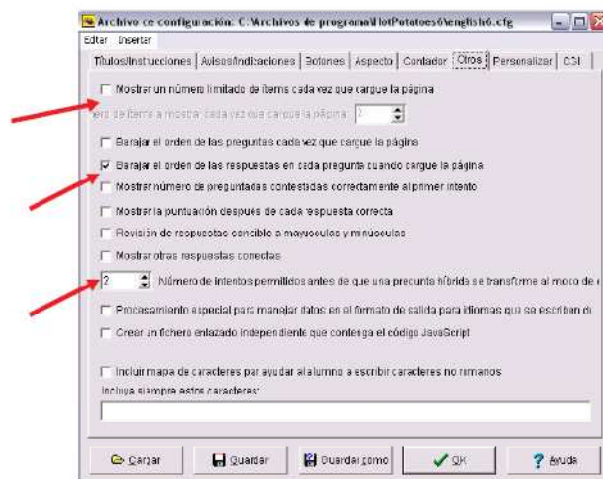 Archivo de configuración: C:\Archivos de programa\HotPotatoes6\english6.cfg
Editar Insertar
Títulos/Instrucciones Avisos/Indicaciones Botones Aspecto Contador Otros Personalizar CGI
Mostrar un número limitado de ítems cada vez que cargue la página
ero de ítems a mostrar cada vez que cargue la página: 2
Barajar el orden de las preguntas cada vez que cargue la página
Barajar el orden de las respuestas en cada pregunta cuando cargue la página
Mostrar número de preguntadas contestadas correctamente al primer intento
Mostrar la puntuación después de cada respuesta correcta
Revisión de respuestas sencible a mayúsculas y minúsculas
Mostrar otras respuestas correctas
2 Número de intentos permitidos antes de que una pregunta híbrida se transforme al modo de
Procesamiento especial para manejar datos en el formato de salida para idiomas que se escriben
Crear un fichero enlazado independiente que contenga el código JavaScript
Incluir mapa de caracteres par ayudar al alumno a escribir caracteres no romanos
Incluya siempre estos caracteres:
Cargar Guardar Guardar como OK Ayuda